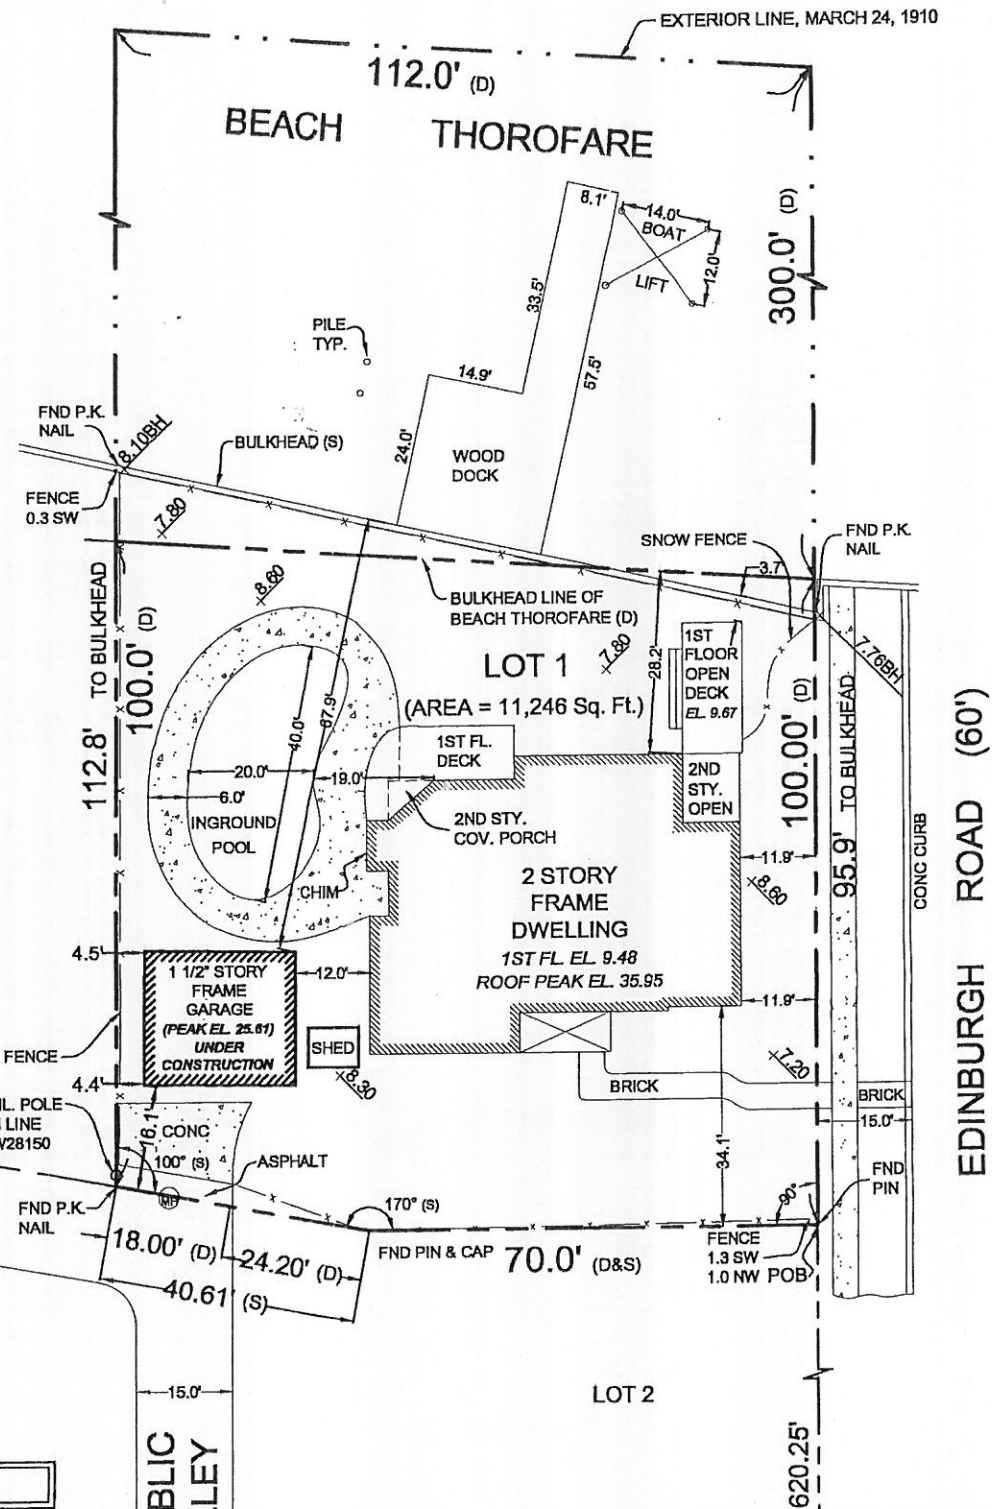 EXTERIOR LINE, MARCH 24, 1910
112.0' (D)
BEACH THOROFARE
8.1'
14.0'
BOAT
LIFT
12.0'
300.0' (D)
33.5'
57.5'
PILE
TYP.
14.9'
24.0'
WOOD
DOCK
FND P.K.
NAIL
8.10BH
BULKHEAD (S)
FENCE
0.3 SW
7.80
SNOW FENCE
FND P.K.
NAIL
3.7'
8.60
BULKHEAD LINE OF
BEACH THOROFARE (D)
7.80
28.2'
1ST
FLOOR
OPEN
DECK
EL. 9.67
7.76BH
LOT 1
(AREA = 11,246 Sq. Ft.)
112.8' TO BULKHEAD
100.0' (D)
67.9'
40.0'
20.0'
19.0'
6.0'
INGROUND
POOL
1ST FL.
DECK
2ND STY.
COV. PORCH
2ND
STY.
OPEN
100.00' (D)
95.9' TO BULKHEAD
CONC CURB
EDINBURGH ROAD (60')
CHIM
2 STORY
FRAME
DWELLING
1ST FL. EL. 9.48
ROOF PEAK EL. 35.95
11.9'
8.60
11.9'
4.5'
1 1/2" STORY
FRAME
GARAGE
(PEAK EL. 25.61)
UNDER
CONSTRUCTION
12.0'
SHED
8.30
FENCE
4.4'
7.20
BRICK
BRICK
15.0'
IL. POLE
LINE
W28150
16.1'
CONC
100° (S)
ASPHALT
34.1'
FND
PIN
FND P.K.
NAIL
MH
170° (S)
90°
FND PIN & CAP
70.0' (D&S)
FENCE
1.3 SW
1.0 NW POB
18.00' (D)
24.20' (D)
40.61' (S)
LOT 2
15.0'
BLIC
LLEY
620.25'